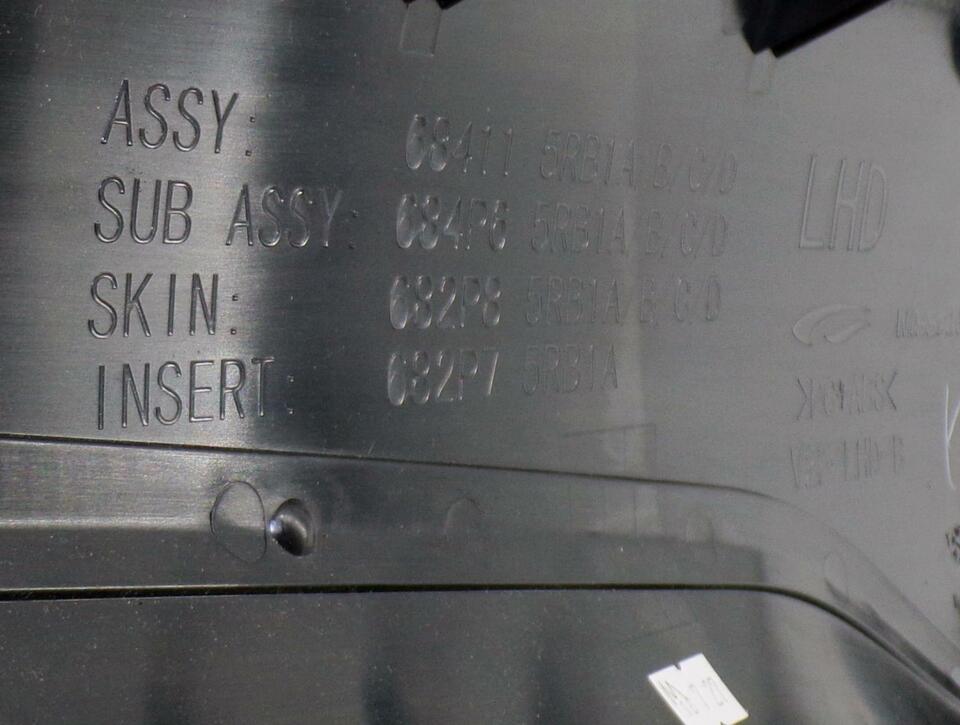 ASSY: 68411 5RB1A/B/C/D
SUB ASSY: 684P6 5RB1A/B/C/D
SKIN: 682P8 5RB1A/B/C/D
INSERT: 682P7 5RB1A
LHD